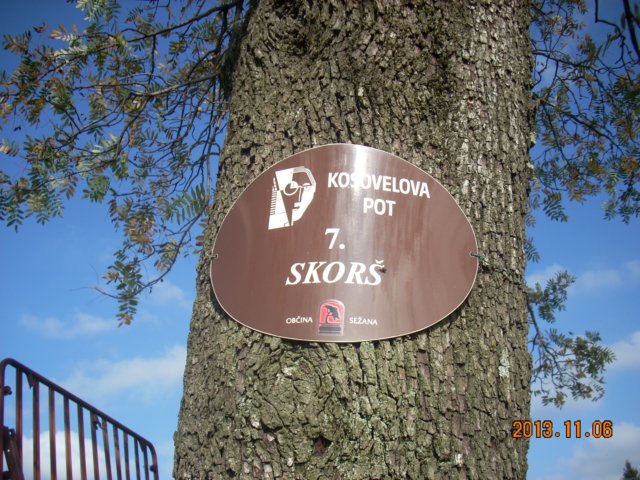 KOSOVELOVA
POT
7.
SKORŠ
OBČINA SEŽANA
2013.11.06